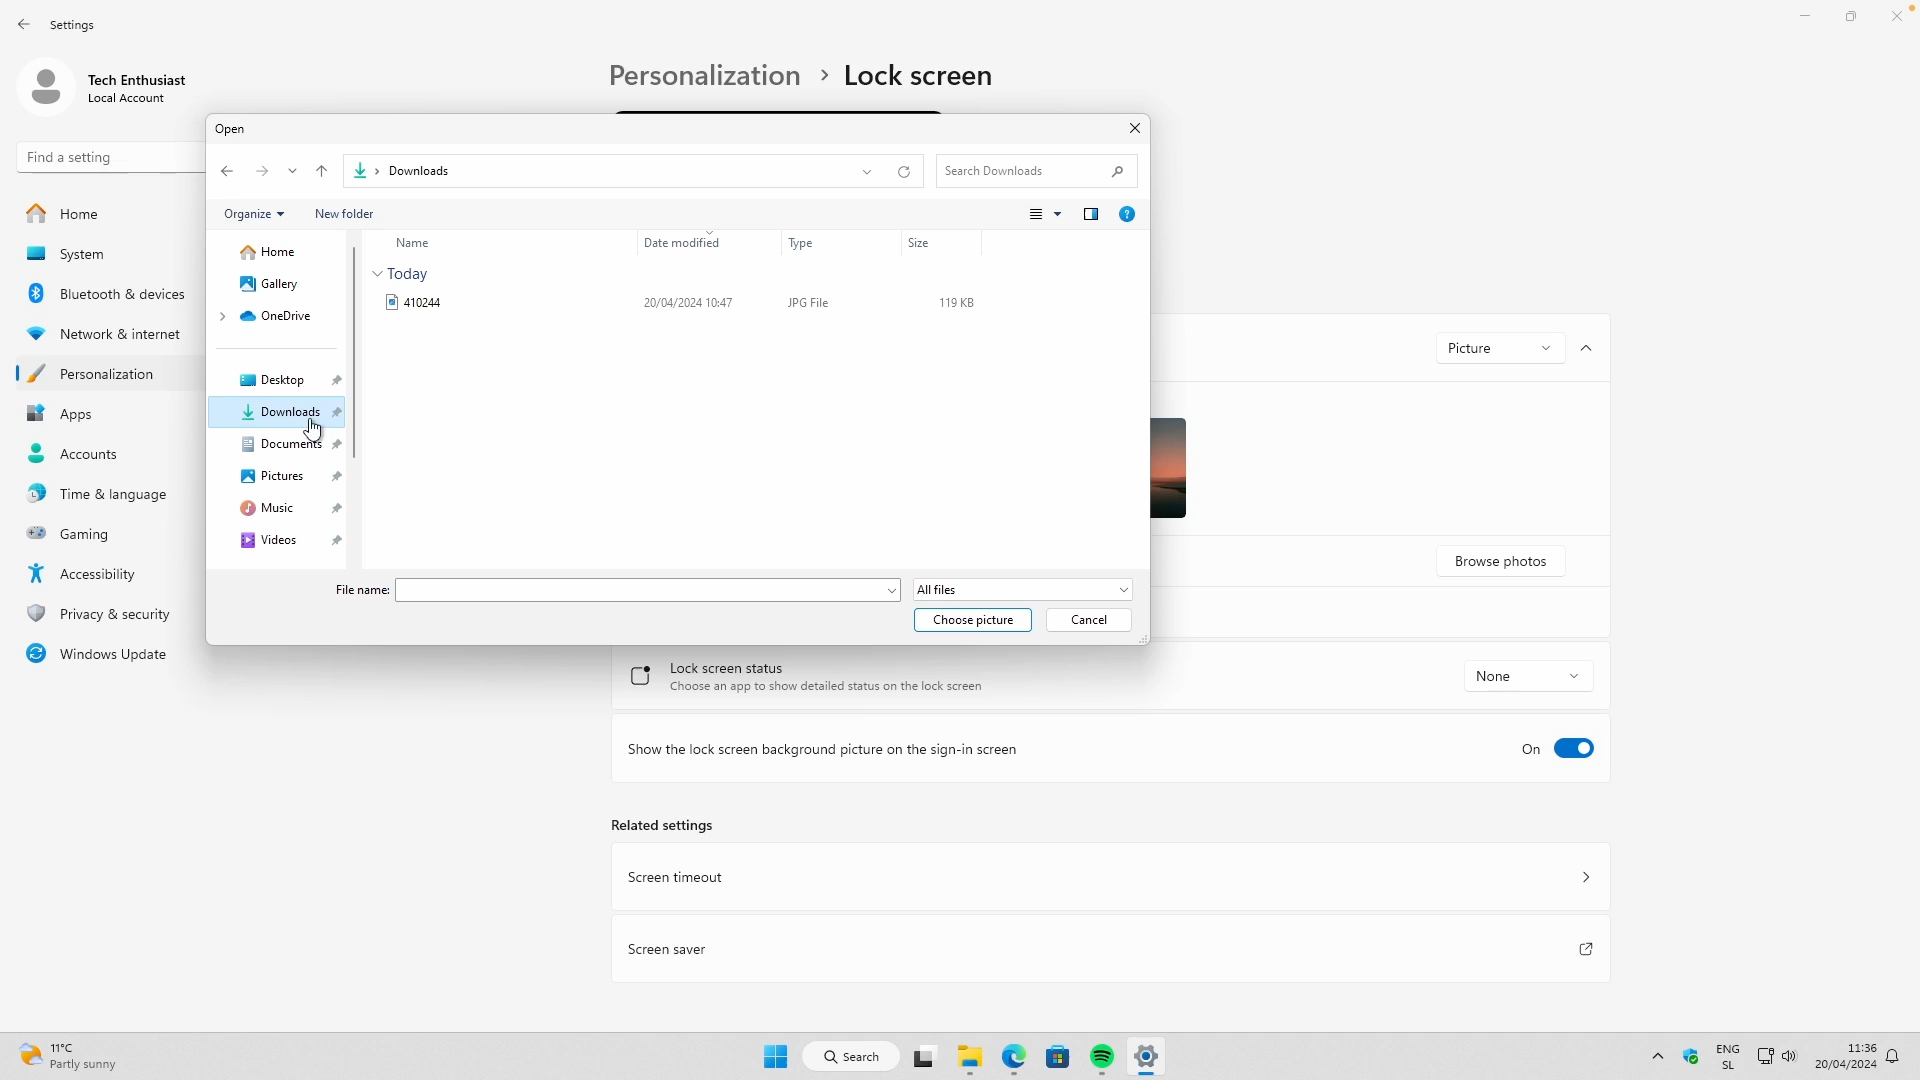 Settings
Tech Enthusiast
Local Account
Find a setting
Home
System
Bluetooth & devices
Network & internet
Personalization
Apps
Accounts
Time & language
Gaming
Accessibility
Privacy & security
Windows Update
Personalization > Lock screen
Open
Downloads
Search Downloads
Organize
New folder
Home
Gallery
OneDrive
Desktop
Downloads
Documents
Pictures
Music
Videos
Name Date modified Type Size
Today
410244 20/04/2024 10:47 JPG File 119 KB
File name:
All files
Choose picture
Cancel
Picture
Browse photos
Lock screen status
Choose an app to show detailed status on the lock screen
None
Show the lock screen background picture on the sign-in screen
On
Related settings
Screen timeout
Screen saver
11°C
Partly sunny
Search
ENG
SL
11:36
20/04/2024